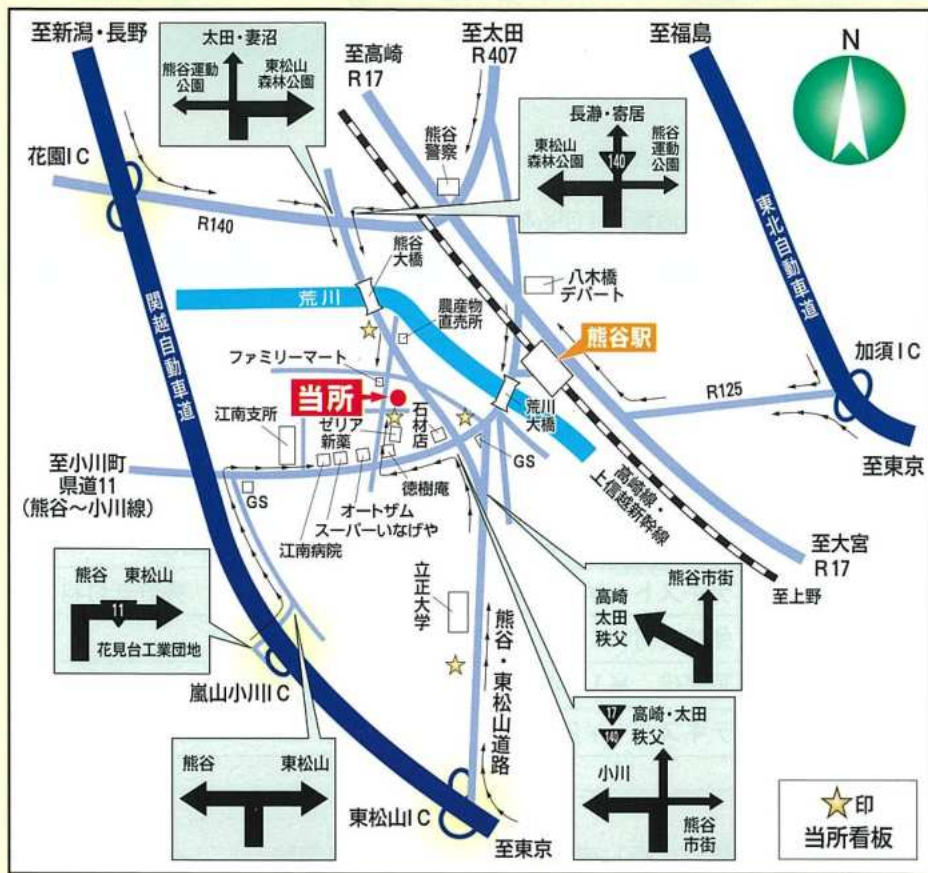 至新潟・長野
太田・妻沼
熊谷運動
公園
東松山
森林公園
至高崎
R17
至太田
R407
至福島
N
長瀞・寄居
東松山
森林公園
140
熊谷
運動
公園
熊谷
警察
花園IC
R140
熊谷
大橋
八木橋
デパート
東北自動車道
関越自動車道
荒川
農産物
直売所
熊谷駅
加須IC
ファミリーマート
当所
R125
江南支所
ゼリア
新薬
石材店
荒川
大橋
至東京
至小川町
県道11
(熊谷～小川線)
GS
GS
徳樹庵
オートザム
スーパーいなげや
江南病院
高崎線・
上信越新幹線
至大宮
R17
至上野
熊谷 東松山
11
花見台工業団地
立正大学
熊谷・東松山道路
熊谷市街
高崎
太田
秩父
嵐山小川IC
17 高崎・太田
140 秩父
小川
熊谷
市街
熊谷 東松山
東松山IC
至東京
☆印
当所看板